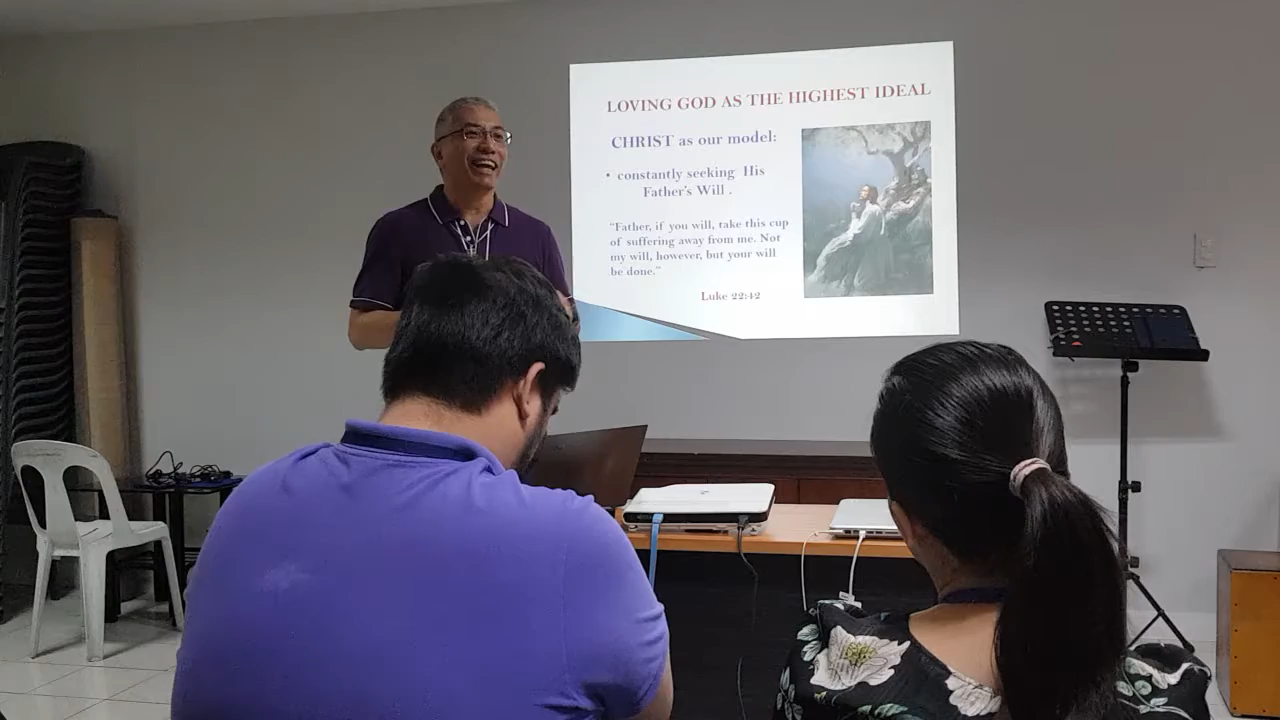 LOVING GOD AS THE HIGHEST IDEAL
CHRIST as our model:
• constantly seeking His
Father's Will .
"Father, if you will, take this cup
of suffering away from me. Not
my will, however, but your will
be done."
Luke 22:42